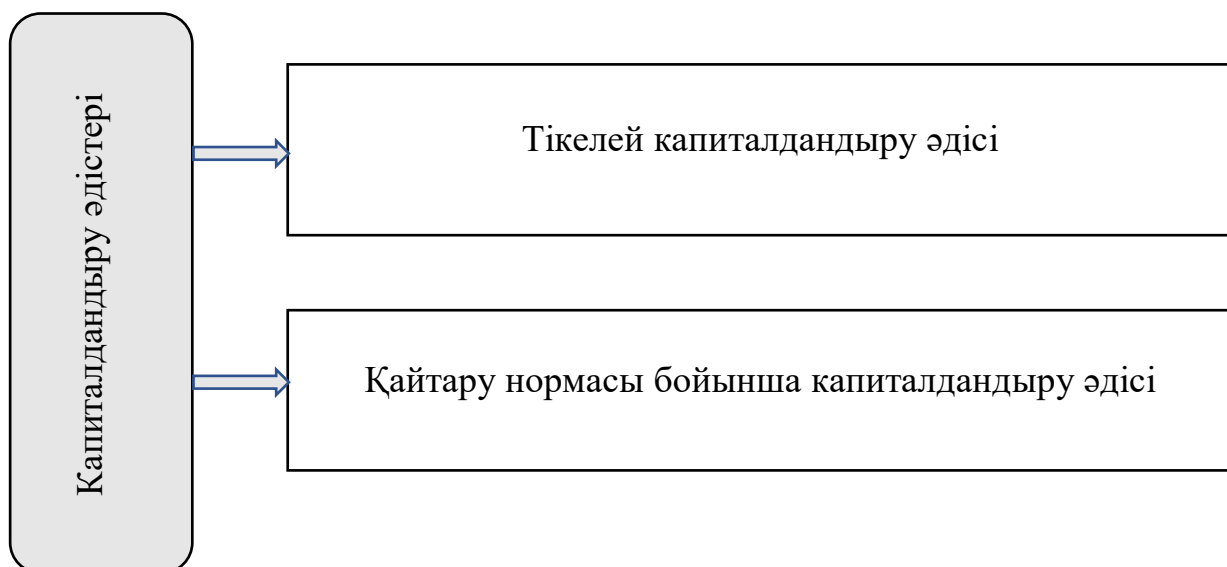 Капиталдандыру әдістері
Тікелей капиталдандыру әдісі
Қайтару нормасы бойынша капиталдандыру әдісі